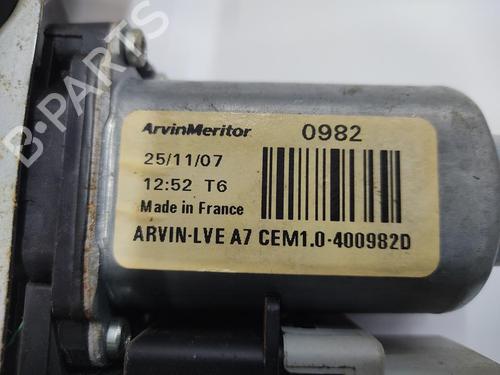 B-PARTS
ArvinMeritor 0982
25/11/07
12:52 T6
Made in France
ARVIN-LVE A7 CEM1.0-400982D